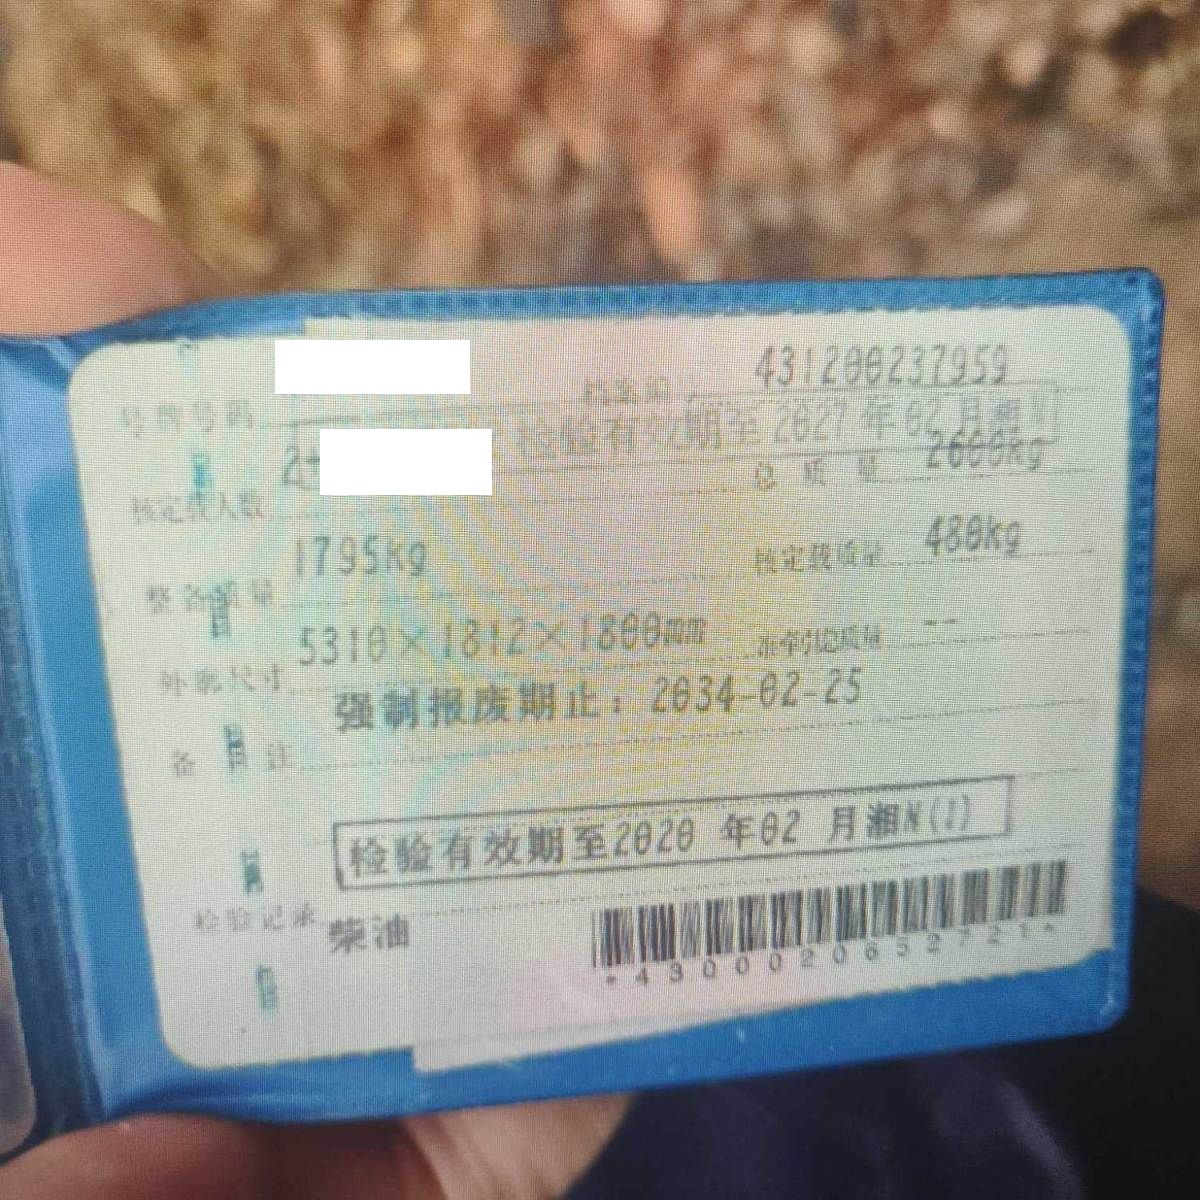 号牌号码 档案编号 431200237959
检验有效期至2027年02月湘N
核定载人数 2+ 总质量 2600kg
整备质量 1795kg 核定载质量 480kg
外廓尺寸 5310×1812×1800mm 准牵引总质量 --
备注 强制报废期止：2034-02-25
检验有效期至2020年02月湘N(1)
检验记录 柴油
*4300020652721*